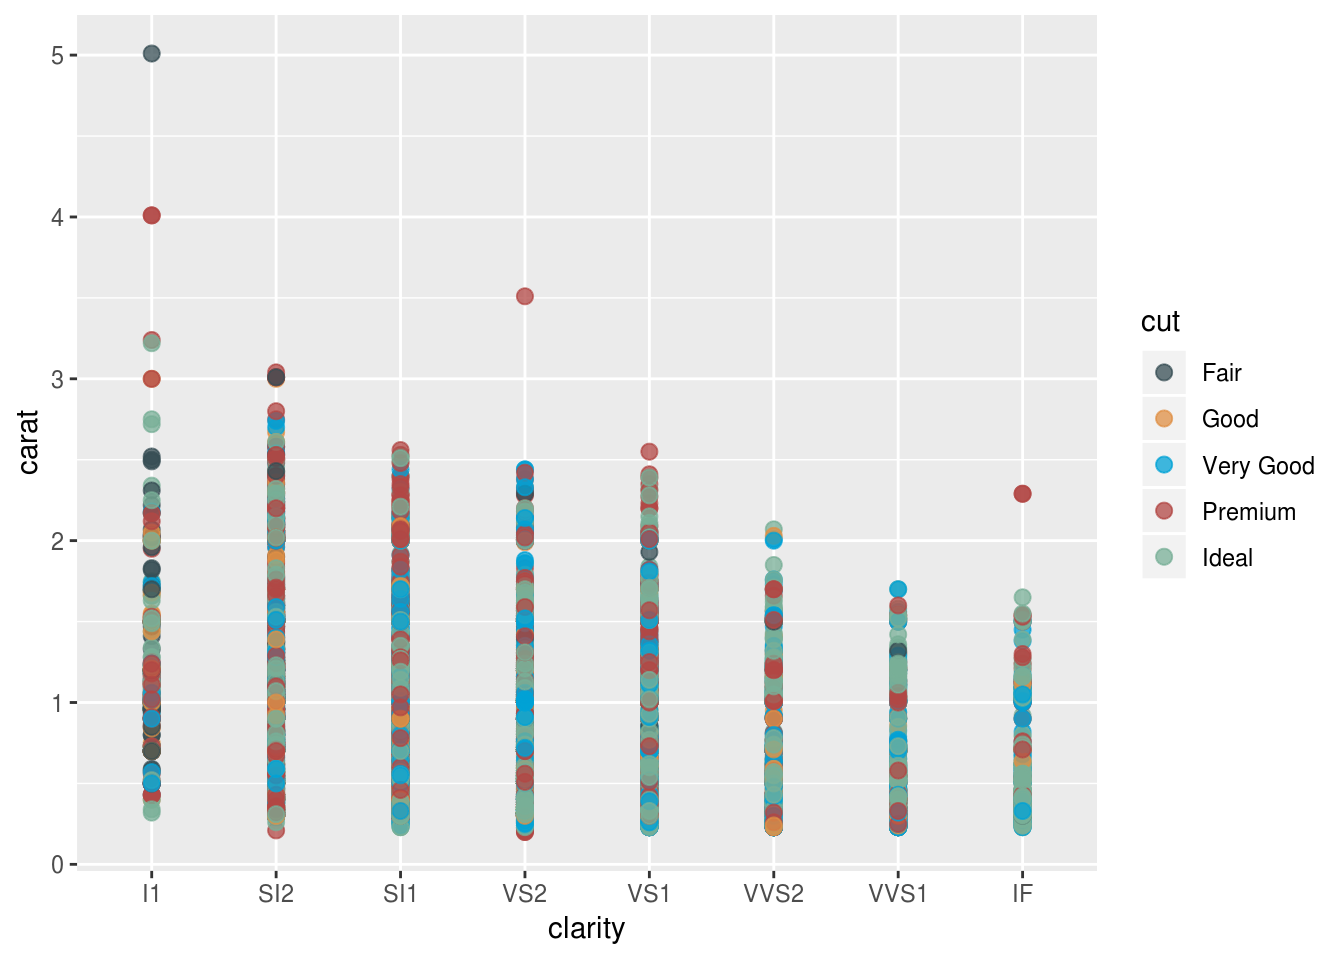 carat
5
4
3
2
1
0
I1 SI2 SI1 VS2 VS1 VVS2 VVS1 IF
clarity
cut
Fair
Good
Very Good
Premium
Ideal